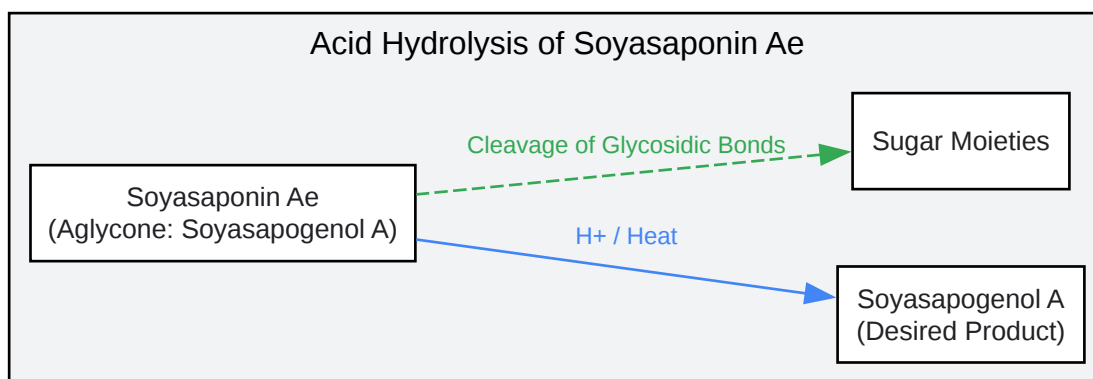 Acid Hydrolysis of Soyasaponin Ae
Cleavage of Glycosidic Bonds
Sugar Moieties
Soyasaponin Ae
(Aglycone: Soyasapogenol A)
H+ / Heat
Soyasapogenol A
(Desired Product)